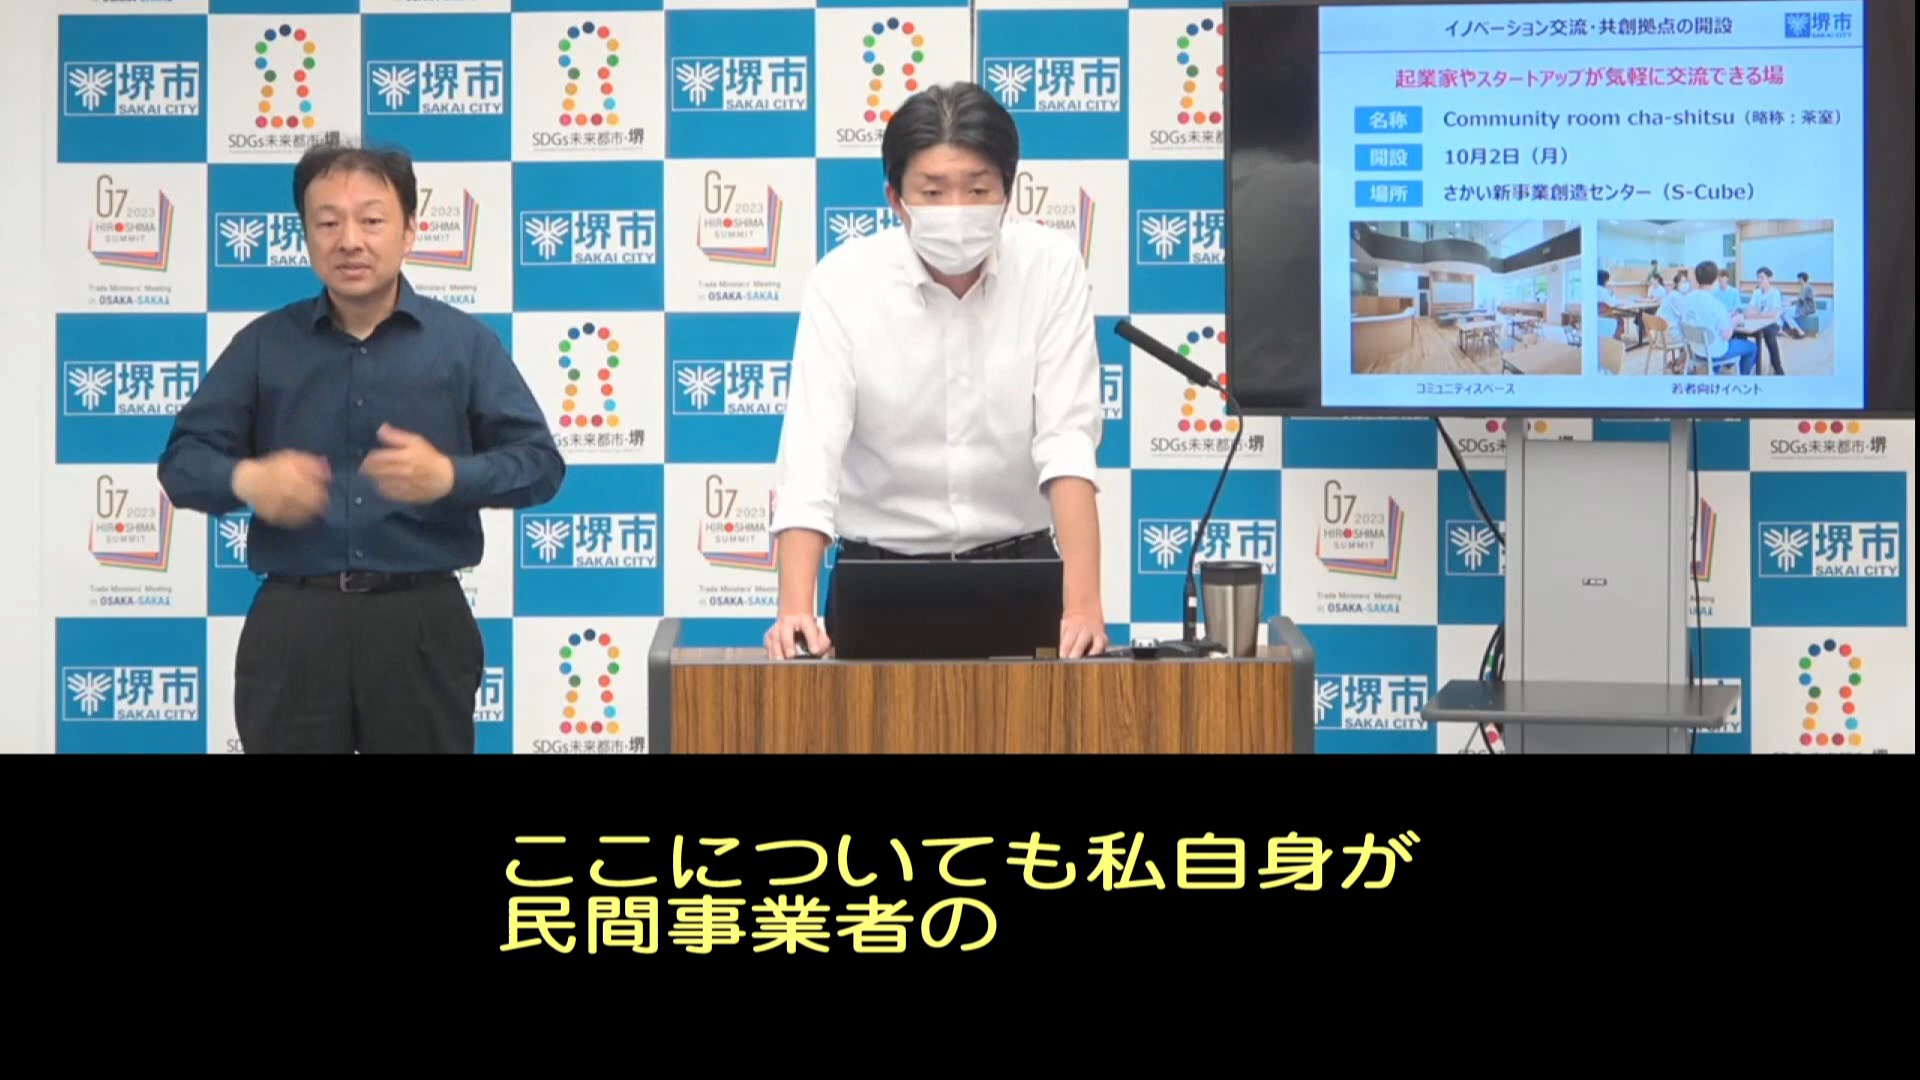 イノベーション交流・共創拠点の開設
堺市
SAKAI CITY
起業家やスタートアップが気軽に交流できる場
名称 Community room cha-shitsu（略称：茶室）
開設 10月2日（月）
場所 さかい新事業創造センター（S-Cube）
コミュニティスペース
若者向けイベント
堺市
SAKAI CITY
SDGs未来都市・堺
G7 2023
HIROSHIMA
SUMMIT
Trade Ministers' Meeting
in OSAKA-SAKAI
ここについても私自身が
民間事業者の